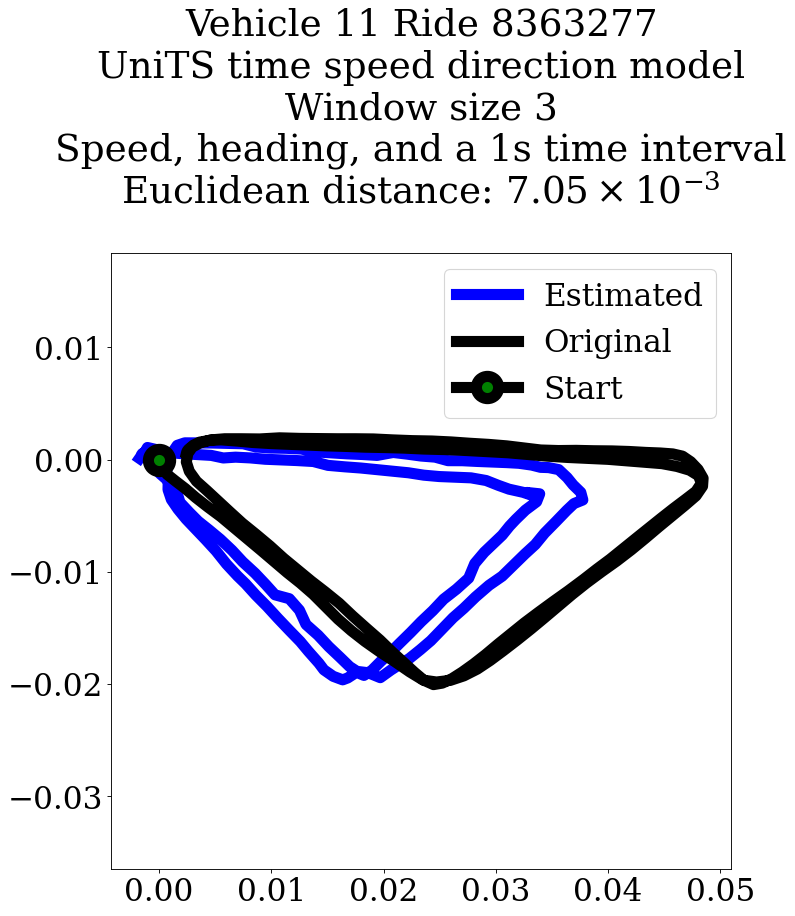 Vehicle 11 Ride 8363277
UniTS time speed direction model
Window size 3
Speed, heading, and a 1s time interval
Euclidean distance: 7.05 × 10⁻³
Estimated
Original
Start
0.01
0.00
−0.01
−0.02
−0.03
0.00 0.01 0.02 0.03 0.04 0.05